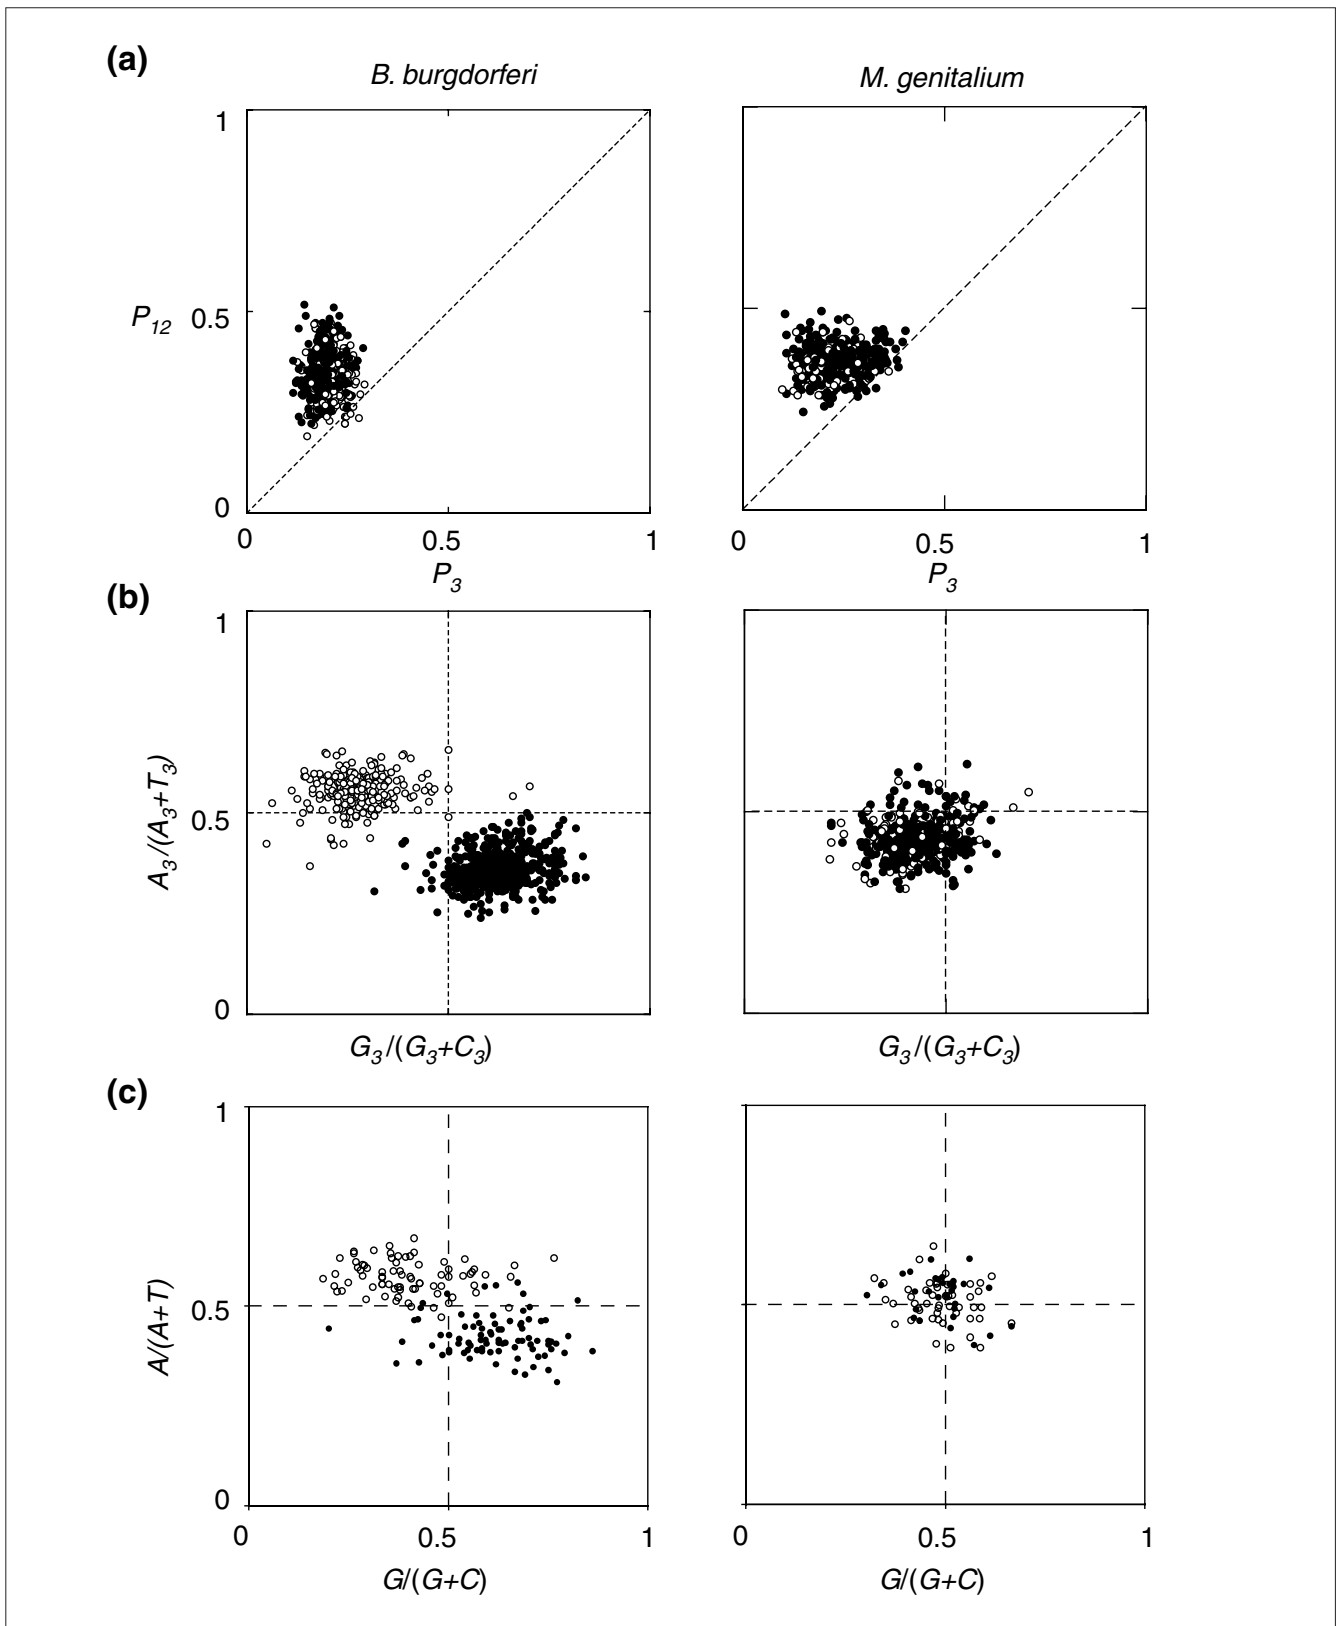 (a)
B. burgdorferi M. genitalium
1
P12 0.5
0
0 0.5 1 0 0.5 1
P3 P3
(b)
1
A3/(A3+T3) 0.5
0
G3/(G3+C3) G3/(G3+C3)
(c)
1
A/(A+T) 0.5
0
0 0.5 1 0 0.5 1
G/(G+C) G/(G+C)